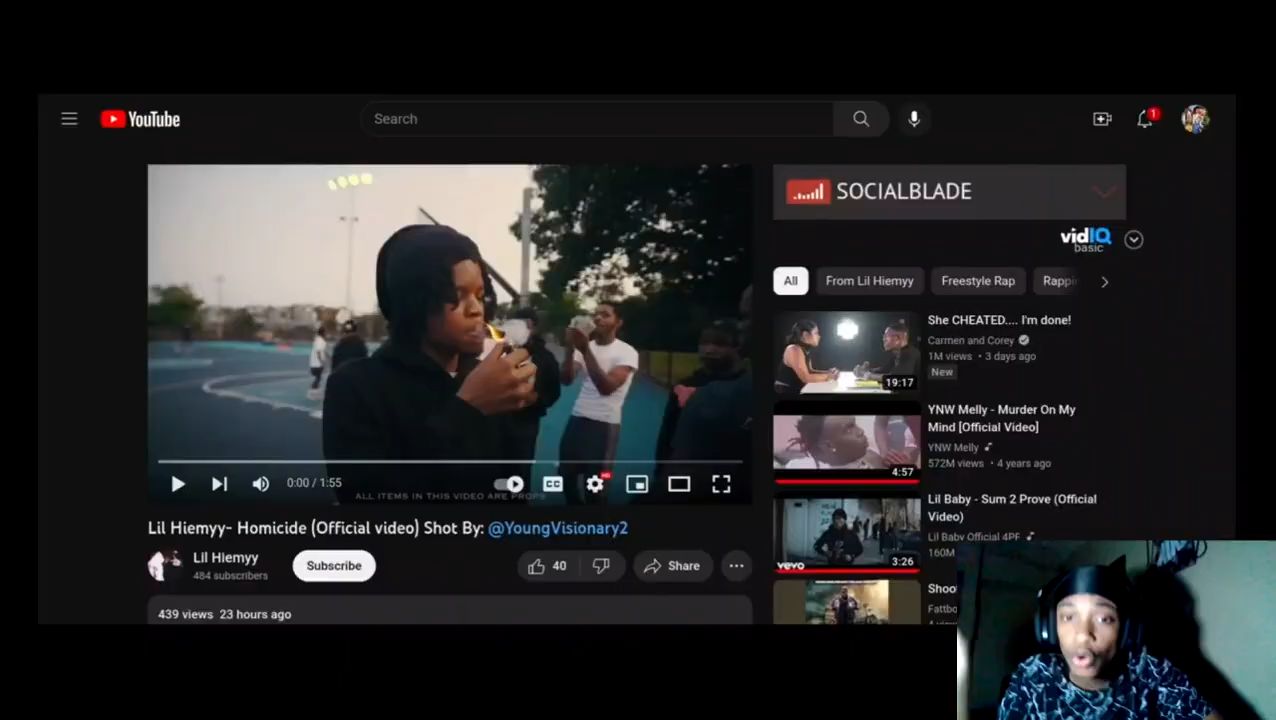 YouTube
Search
1
SOCIALBLADE
vidIQ
basic
All
From Lil Hiemyy
Freestyle Rap
She CHEATED.... I'm done!
Carmen and Corey
1M views • 3 days ago
New
19:17
YNW Melly - Murder On My
Mind [Official Video]
YNW Melly
572M views • 4 years ago
4:57
Lil Baby - Sum 2 Prove (Official
Video)
Lil Baby Official 4PF
160M
vevo
3:26
0:00 / 1:55
CC
HD
ALL ITEMS IN THIS VIDEO ARE PROPS
Lil Hiemyy- Homicide (Official video) Shot By: @YoungVisionary2
Lil Hiemyy
484 subscribers
Subscribe
40
Share
439 views 23 hours ago